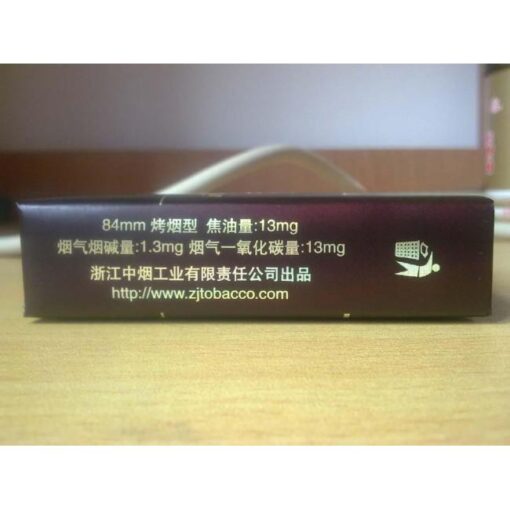 84mm 烤烟型 焦油量:13mg
烟气烟碱量:1.3mg 烟气一氧化碳量:13mg
浙江中烟工业有限责任公司出品
http://www.zjtobacco.com